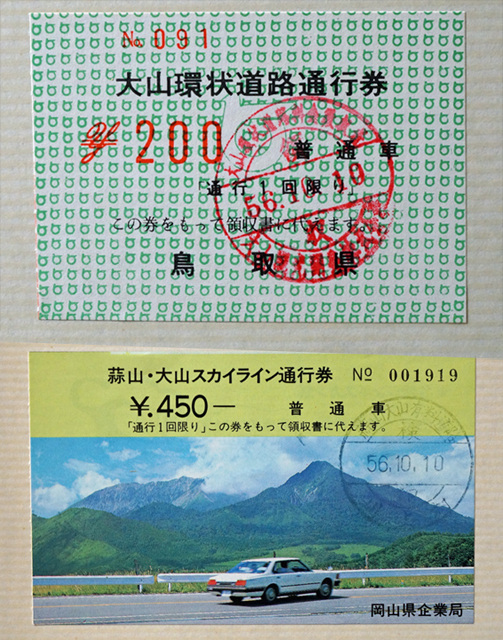 No. 091
大山環状道路通行券
¥200
普通車
「通行1回限り」
56.10.10
この券をもって領収書に代えます。
鳥取県
蒜山・大山スカイライン通行券 No 001919
¥.450— 普通車
「通行1回限り」この券をもって領収書に代えます。
56.10.10
岡山県企業局